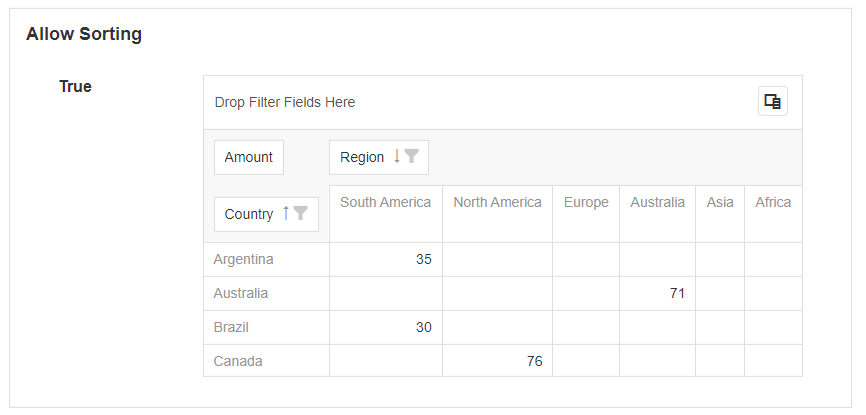 Allow Sorting
True
Drop Filter Fields Here
Amount Region
Country South America North America Europe Australia Asia Africa
Argentina 35
Australia 71
Brazil 30
Canada 76